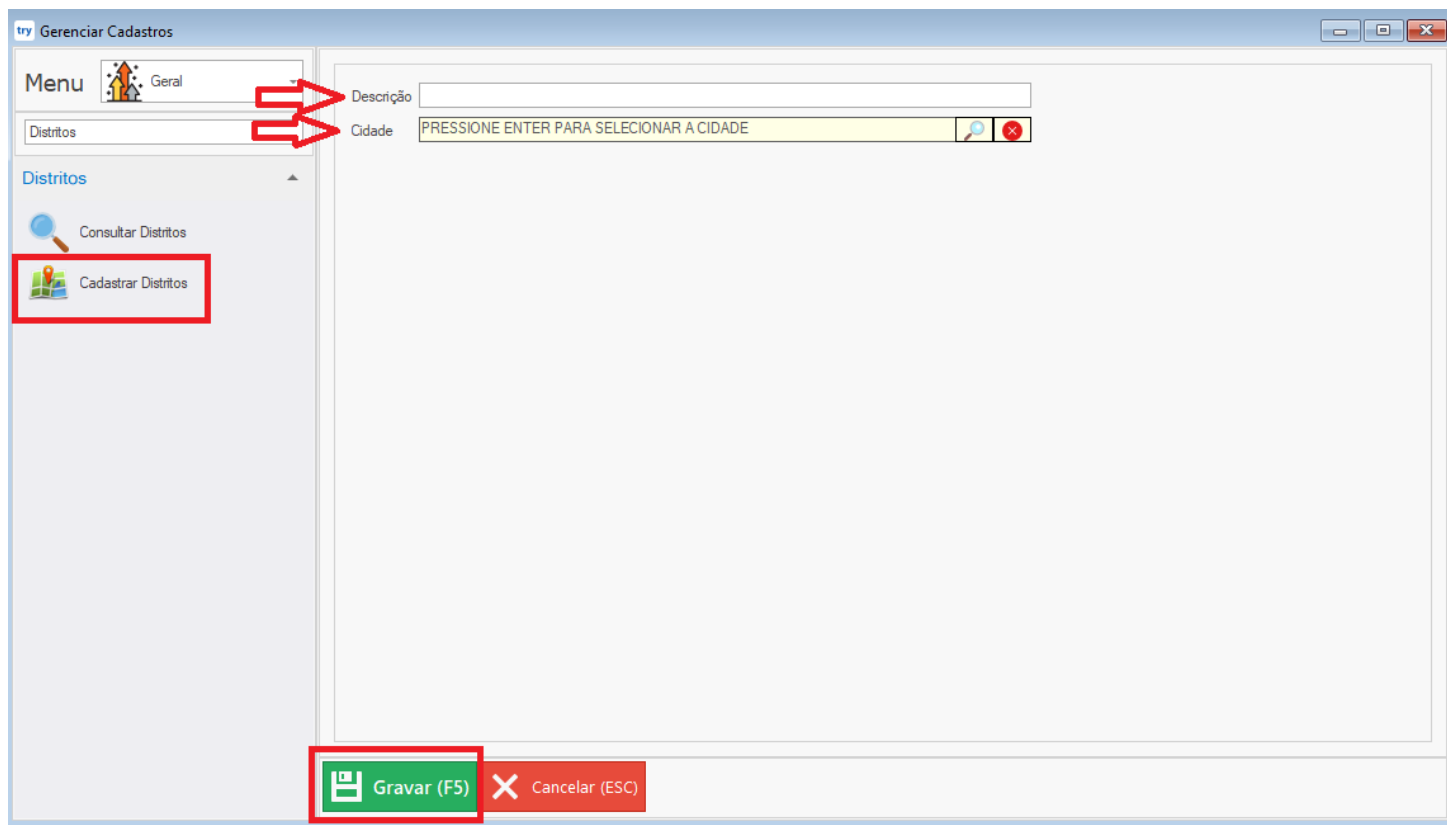 try Gerenciar Cadastros
Menu Geral
Distritos
Distritos
Consultar Distritos
Cadastrar Distritos
Descrição
Cidade PRESSIONE ENTER PARA SELECIONAR A CIDADE
Gravar (F5) Cancelar (ESC)